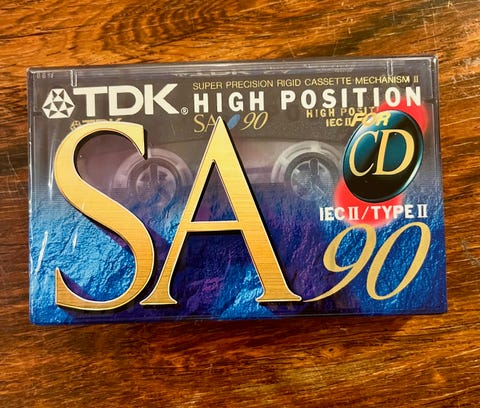 SUPER PRECISION RIGID CASSETTE MECHANISM II
TDK® HIGH POSITION
SA 90
HIGH POSITI
IEC II
FOR
CD
SA
IEC II/TYPE II
90